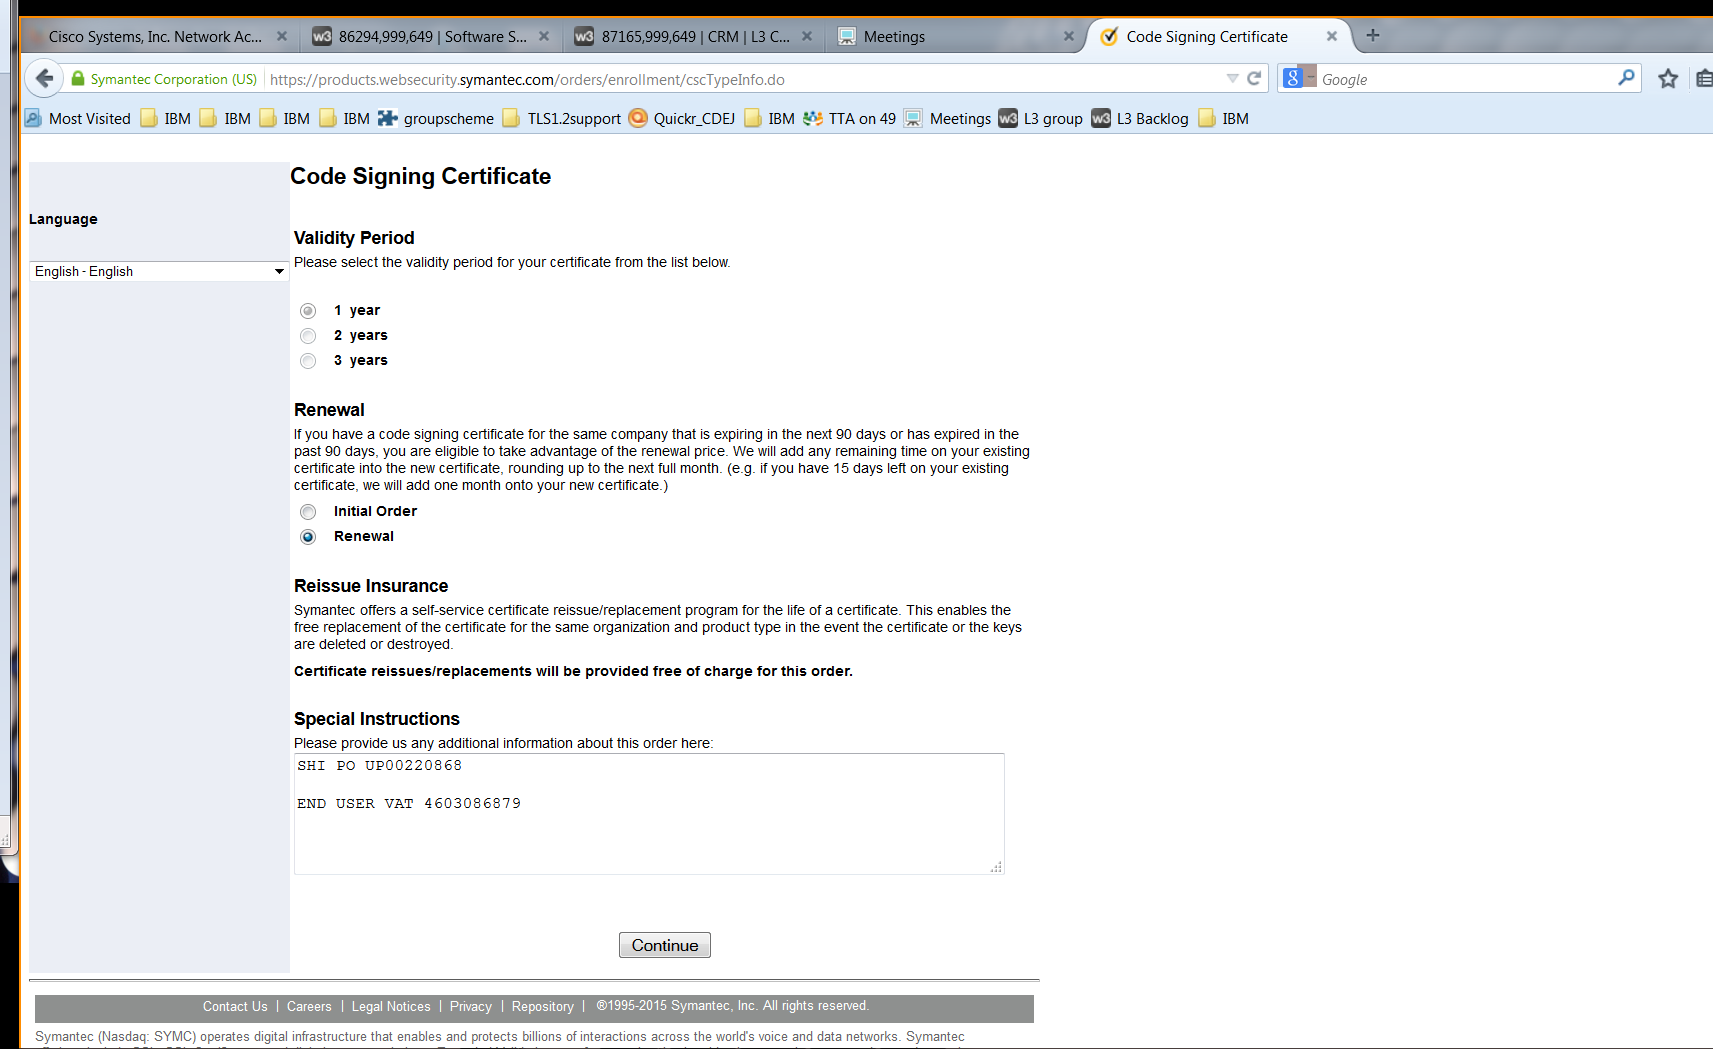 Cisco Systems, Inc. Network Ac...
w3 86294,999,649 | Software S...
w3 87165,999,649 | CRM | L3 C...
Meetings
Code Signing Certificate
Symantec Corporation (US) https://products.websecurity.symantec.com/orders/enrollment/cscTypeInfo.do
8 Google
Most Visited IBM IBM IBM IBM groupscheme TLS1.2support Quickr_CDEJ IBM TTA on 49 Meetings w3 L3 group w3 L3 Backlog IBM
Code Signing Certificate
Language
English - English
Validity Period
Please select the validity period for your certificate from the list below.
1 year
2 years
3 years
Renewal
If you have a code signing certificate for the same company that is expiring in the next 90 days or has expired in the
past 90 days, you are eligible to take advantage of the renewal price. We will add any remaining time on your existing
certificate into the new certificate, rounding up to the next full month. (e.g. if you have 15 days left on your existing
certificate, we will add one month onto your new certificate.)
Initial Order
Renewal
Reissue Insurance
Symantec offers a self-service certificate reissue/replacement program for the life of a certificate. This enables the
free replacement of the certificate for the same organization and product type in the event the certificate or the keys
are deleted or destroyed.
Certificate reissues/replacements will be provided free of charge for this order.
Special Instructions
Please provide us any additional information about this order here:
SHI PO UP00220868
END USER VAT 4603086879
Continue
Contact Us | Careers | Legal Notices | Privacy | Repository | ®1995-2015 Symantec, Inc. All rights reserved.
Symantec (Nasdaq: SYMC) operates digital infrastructure that enables and protects billions of interactions across the world's voice and data networks. Symantec